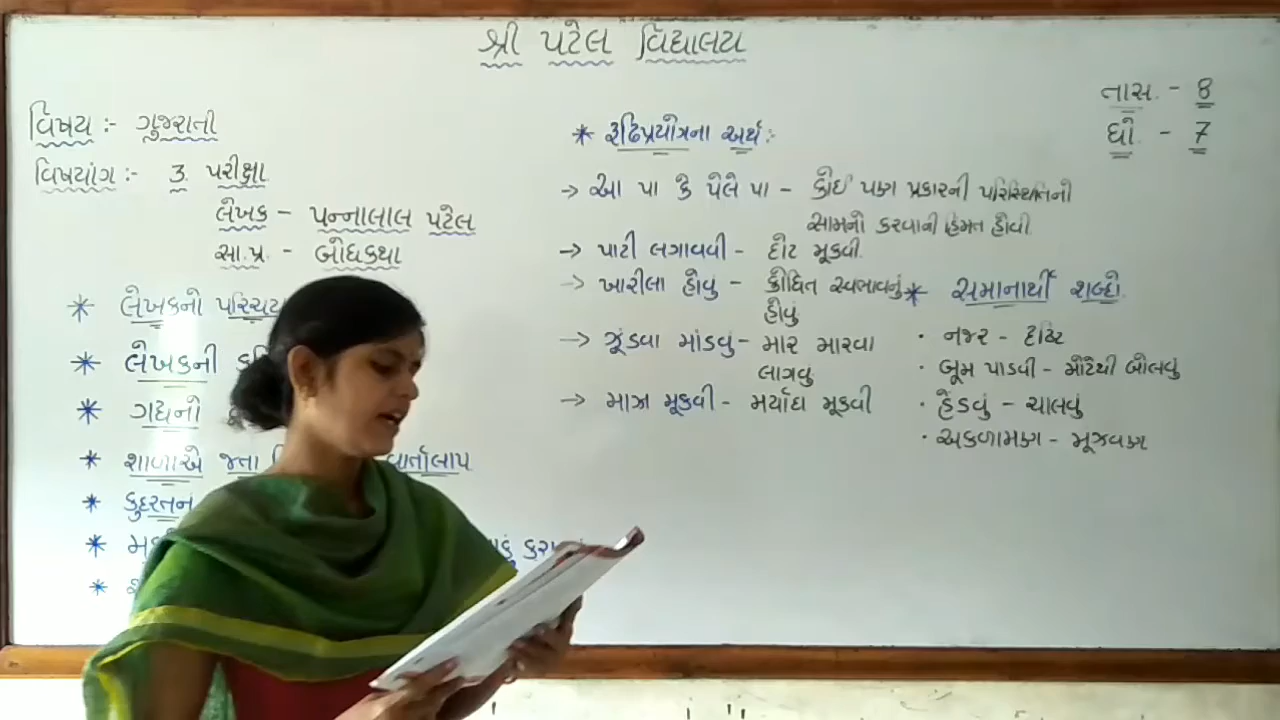 શ્રી પટેલ વિદ્યાલય
તાસ. - 8
ધો. - 7
વિષય :- ગુજરાતી
વિષયાંગ :- 3. પરીક્ષા
લેખક - પન્નાલાલ પટેલ
સા.પ્ર. - બોધકથા
* લેખકનો
* લેખકની
* ગદ્યનો
* શાળાએ જતા વાર્તાલાપ
*
*
*
* રૂઢિપ્રયોગના અર્થ :
→ આ પા કે પેલે પા - કોઈ પણ પ્રકારની પરિસ્થિતિનો
સામનો કરવાની હિંમત હોવી
→ પાટી લગાવવી - દોટ મૂકવી.
→ ખારીલા હોવુ - ક્રોધિત સ્વભાવનું
હોવું
→ ઝૂંડવા માંડવું - માર મારવા
લાગવુ
→ માઝા મૂકવી - મર્યાદા મૂકવી
* સમાનાર્થી શબ્દો.
· નજર - દૃષ્ટિ
· બૂમ પાડવી - મોટેથી બોલવુ
· હેંડવું - ચાલવું
· અકળામણ - મૂઝવણ